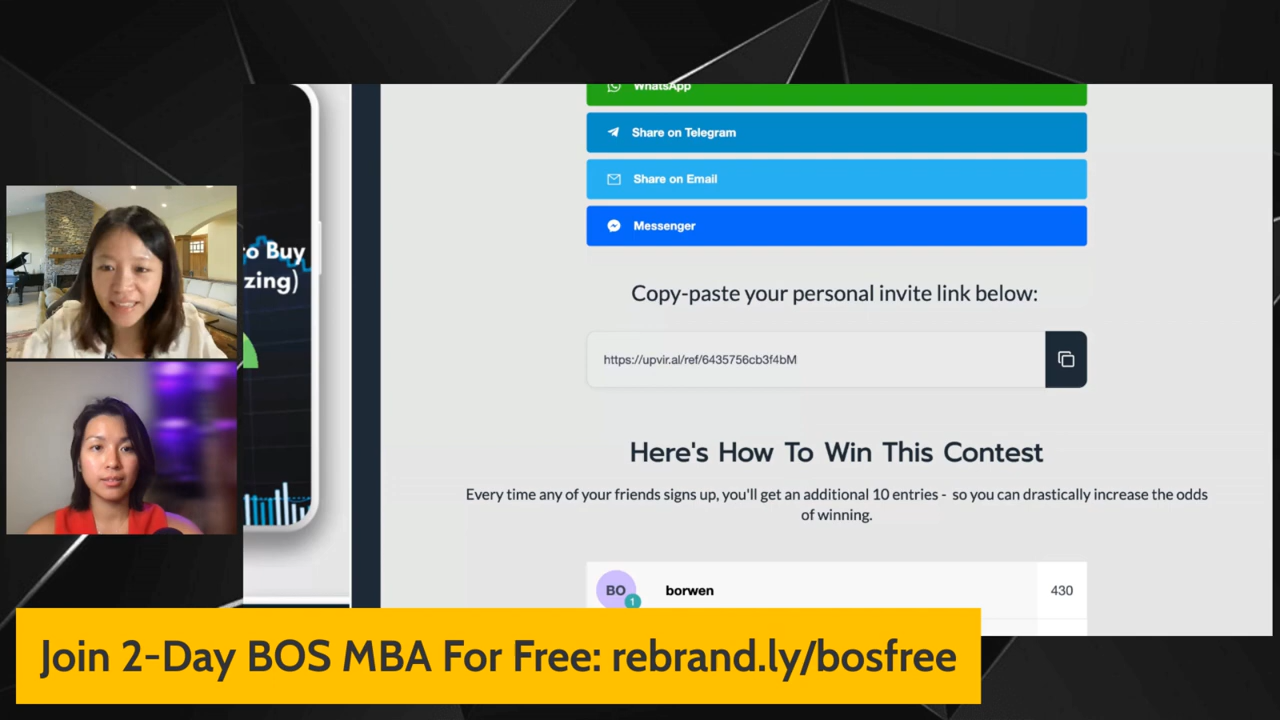 WhatsApp
Share on Telegram
Share on Email
Messenger
o Buy
zing)
Copy-paste your personal invite link below:
https://upvir.al/ref/6435756cb3f4bM
Here's How To Win This Contest
Every time any of your friends signs up, you'll get an additional 10 entries - so you can drastically increase the odds
of winning.
BO 1 borwen 430
Join 2-Day BOS MBA For Free: rebrand.ly/bosfree